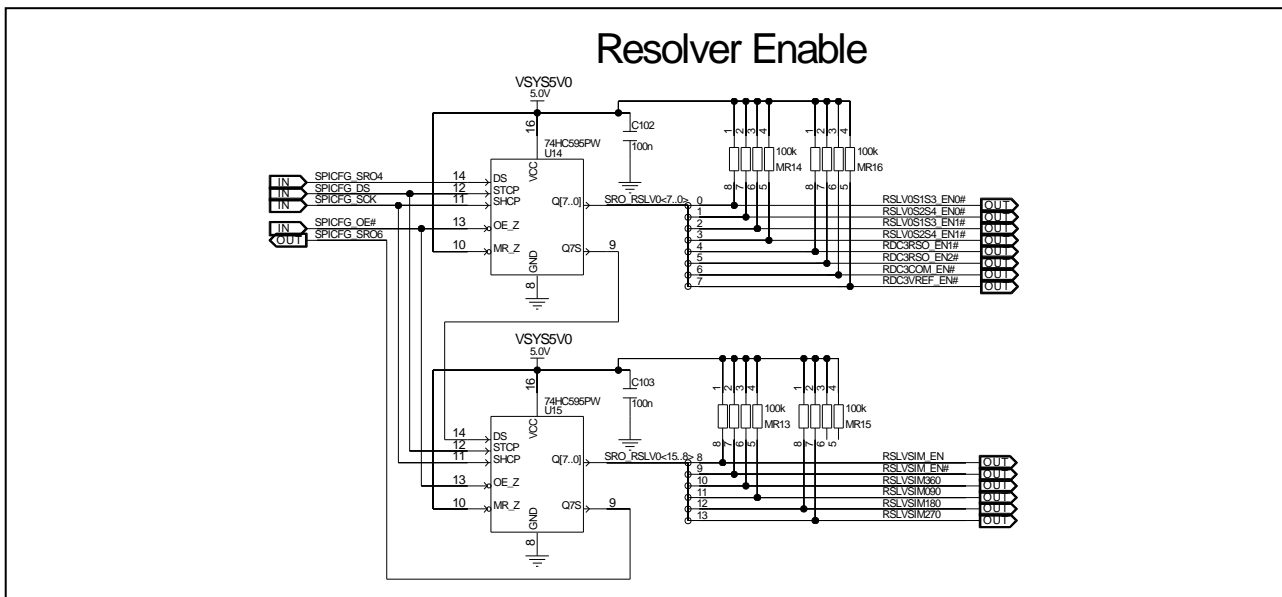 Resolver Enable
VSYS5V0
5.0V
16
C102
100n
74HC595PW
U14
VCC
1 2 3 4
1 2 3 4
100k
MR14
100k
MR16
8 7 6 5
8 7 6 5
IN SPICFG_SRO4 14 DS
IN SPICFG_DS 12 STCP
IN SPICFG_SCK 11 SHCP
IN SPICFG_OE# 13 OE_Z
OUT SPICFG_SRO6
10 MR_Z
Q[7..0] SRO_RSLV0<7..0>
Q7S 9
GND
8
0 RSLV0S1S3_EN0# OUT
1 RSLV0S2S4_EN0# OUT
2 RSLV0S1S3_EN1# OUT
3 RSLV0S2S4_EN1# OUT
4 RDC3RSO_EN1# OUT
5 RDC3RSO_EN2# OUT
6 RDC3COM_EN# OUT
7 RDC3VREF_EN# OUT
VSYS5V0
5.0V
16
C103
100n
74HC595PW
U15
VCC
1 2 3 4
1 2 3 4
100k
MR13
100k
MR15
8 7 6 5
8 7 6 5
14 DS
12 STCP
11 SHCP
13 OE_Z
10 MR_Z
Q[7..0] SRO_RSLV0<15..8>
Q7S 9
GND
8
8 RSLVSIM_EN OUT
9 RSLVSIM_EN# OUT
10 RSLVSIM360 OUT
11 RSLVSIM090 OUT
12 RSLVSIM180 OUT
13 RSLVSIM270 OUT